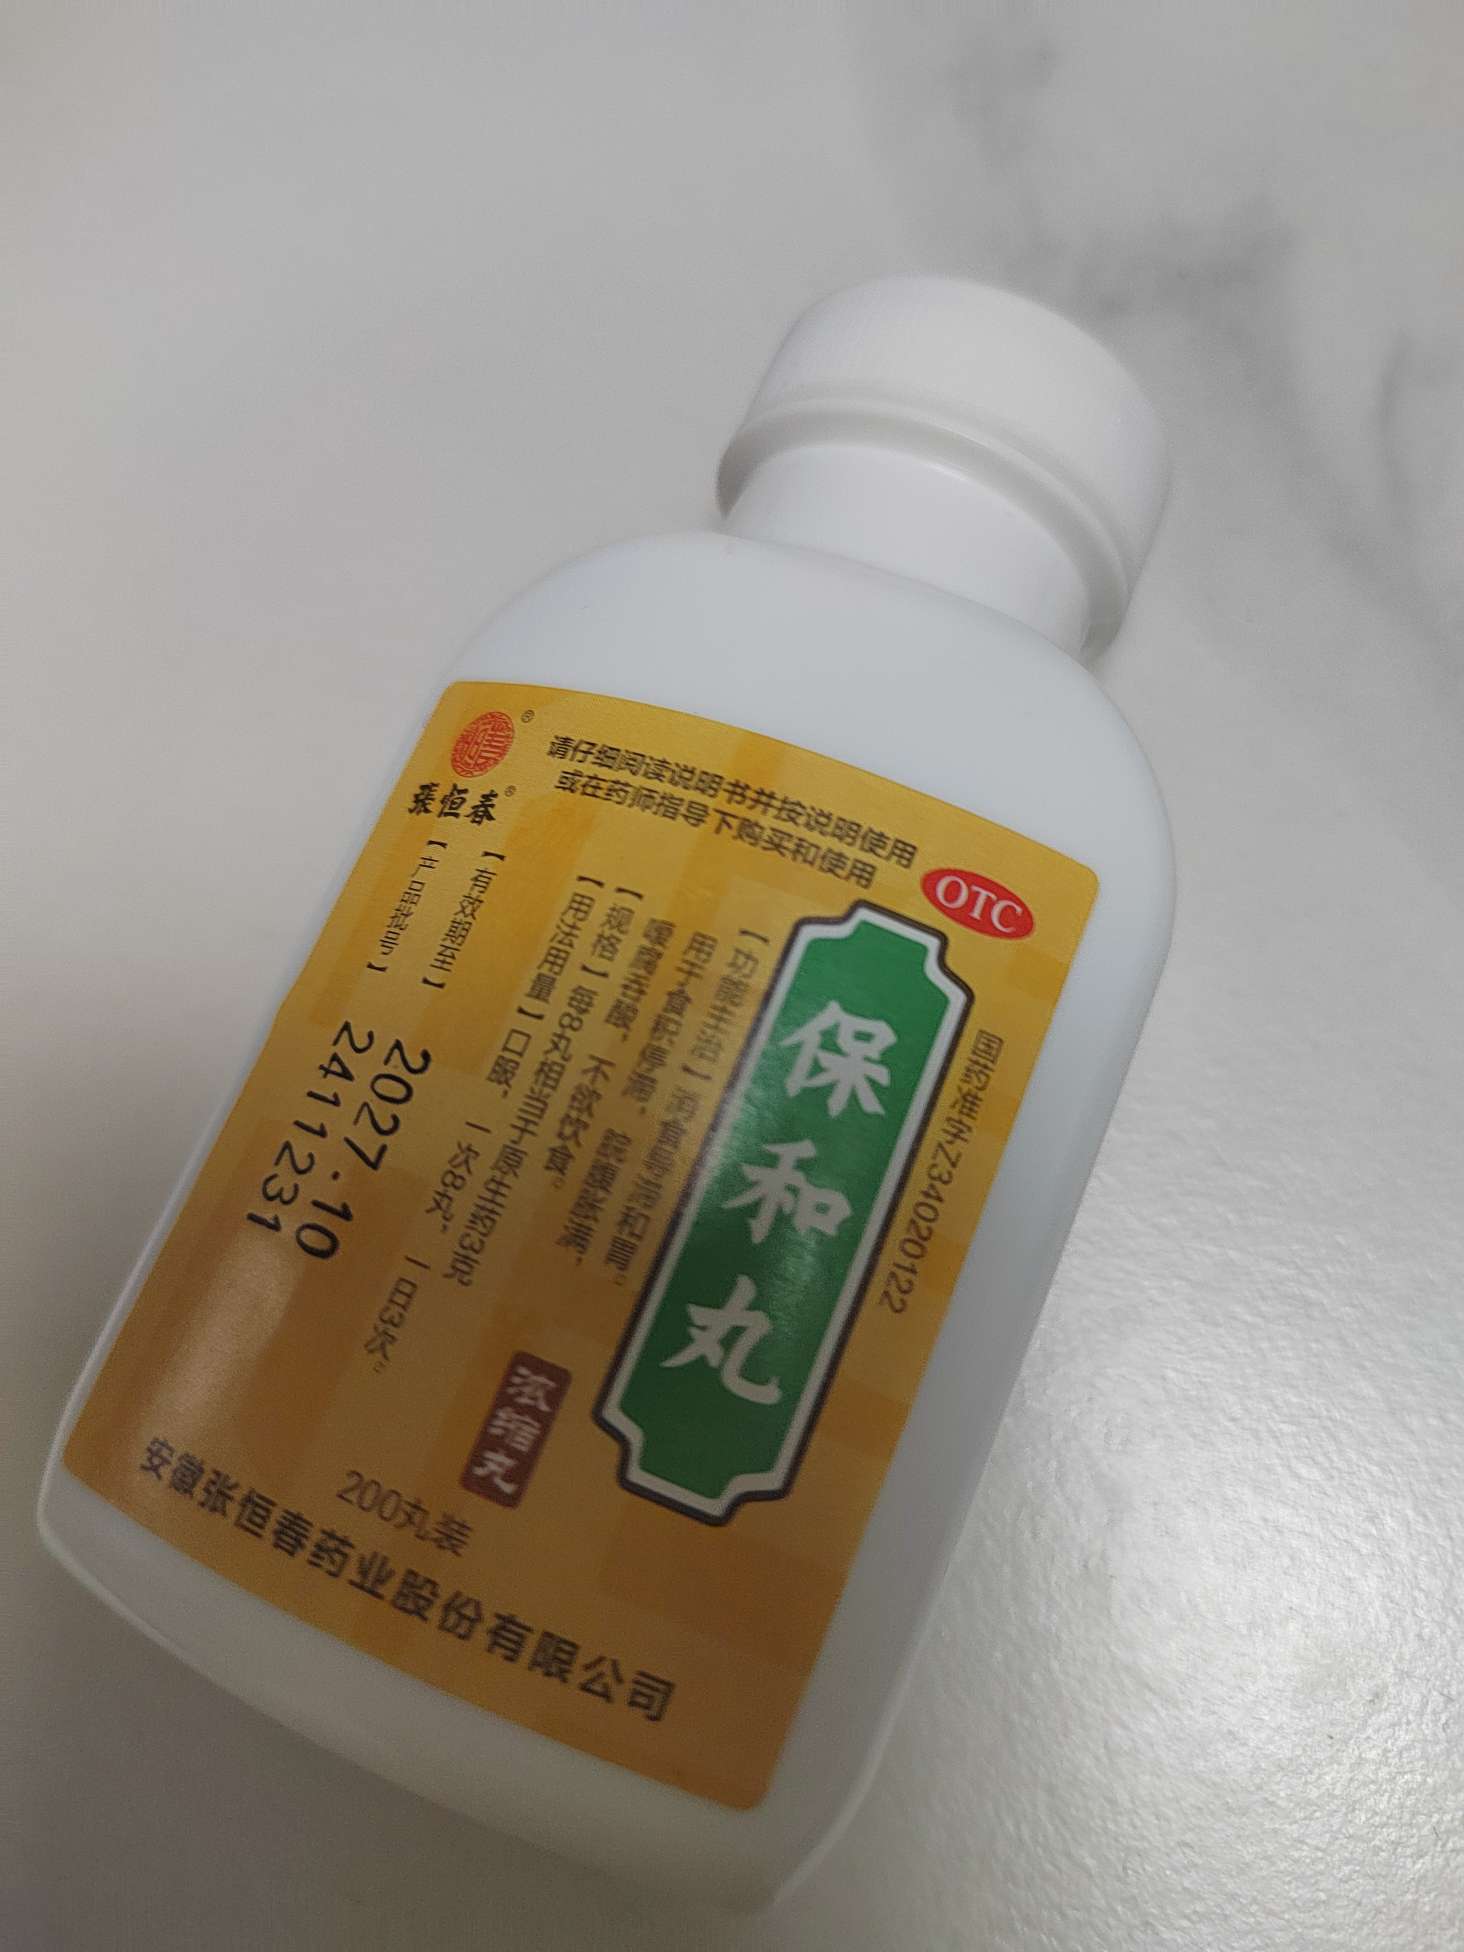 张恒春
请仔细阅读说明书并按说明使用
或在药师指导下购买和使用
OTC
国药准字Z34020122
保和丸
【功能主治】消食导滞和胃。
用于食积停滞，脘腹胀满，
嗳腐吞酸，不欲饮食。
【规格】每8丸相当于原生药3克
【用法用量】口服，一次8丸，一日3次。
【有效期至】2027.10
【产品批号】2411231
浓缩丸
200丸装
安徽张恒春药业股份有限公司